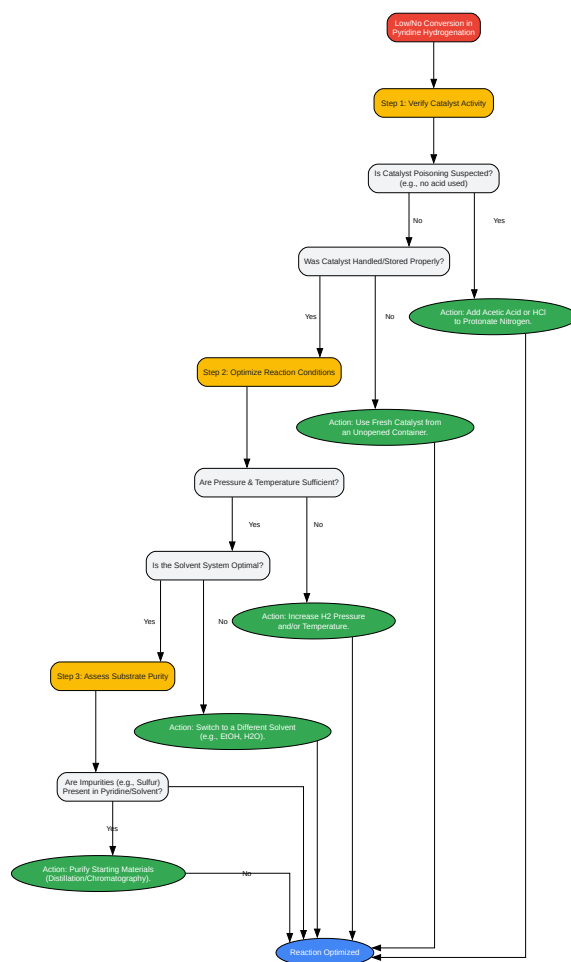 Low/No Conversion in
Pyridine Hydrogenation
Step 1: Verify Catalyst Activity
Is Catalyst Poisoning Suspected?
(e.g., no acid used)
No
Yes
Was Catalyst Handled/Stored Properly?
Action: Add Acetic Acid or HCl
to Protonate Nitrogen.
Yes
No
Step 2: Optimize Reaction Conditions
Action: Use Fresh Catalyst from
an Unopened Container.
Are Pressure & Temperature Sufficient?
Yes
No
Is the Solvent System Optimal?
Action: Increase H2 Pressure
and/or Temperature.
Yes
No
Step 3: Assess Substrate Purity
Action: Switch to a Different Solvent
(e.g., EtOH, H2O).
Are Impurities (e.g., Sulfur)
Present in Pyridine/Solvent?
Yes
Action: Purify Starting Materials
(Distillation/Chromatography).
No
Reaction Optimized